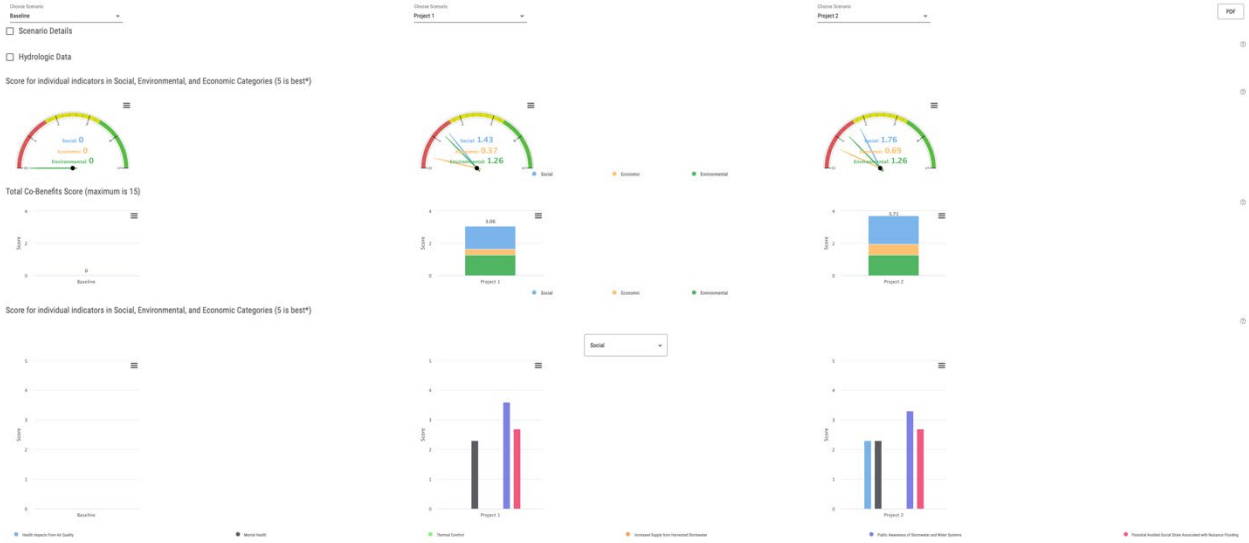 Choose Scenario
Baseline
Choose Scenario
Project 1
Choose Scenario
Project 2
PDF
Scenario Details
Hydrologic Data
Score for individual indicators in Social, Environmental, and Economic Categories (5 is best*)
Social 0
Economic 0
Environmental 0
Social 1.43
Economic 0.37
Environmental 1.26
Social 1.76
Economic 0.69
Environmental 1.26
Social
Economic
Environmental
Total Co-Benefits Score (maximum is 15)
4
2
0
Score
0
Baseline
4
2
0
Score
3.06
Project 1
4
2
0
Score
3.71
Project 2
Social
Economic
Environmental
Score for individual indicators in Social, Environmental, and Economic Categories (5 is best*)
Social
5
4
3
2
1
0
Score
Baseline
5
4
3
2
1
0
Score
Project 1
5
4
3
2
1
0
Score
Project 2
Health Impacts from Air Quality
Mental Health
Thermal Comfort
Increased Supply from Harvested Stormwater
Public Awareness of Stormwater and Water Systems
Potential Avoided Social Strain Associated with Nuisance Flooding